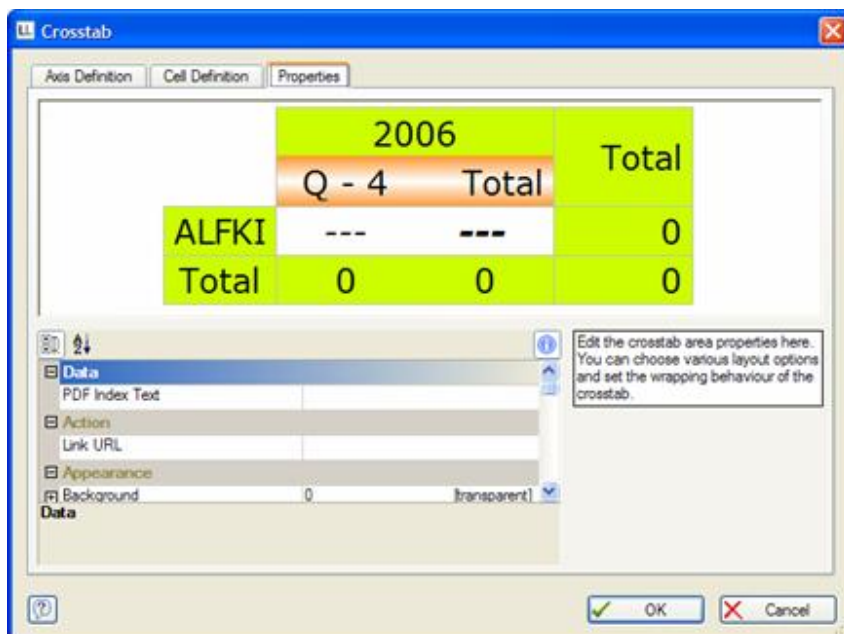 LL Crosstab
Axis Definition Cell Definition Properties
2006 Total
Q - 4 Total
ALFKI --- --- 0
Total 0 0 0
Edit the crosstab area properties here.
You can choose various layout options
and set the wrapping behaviour of the
crosstab.
Data
PDF Index Text
Action
Link URL
Appearance
Background 0 [transparent]
Data
OK Cancel